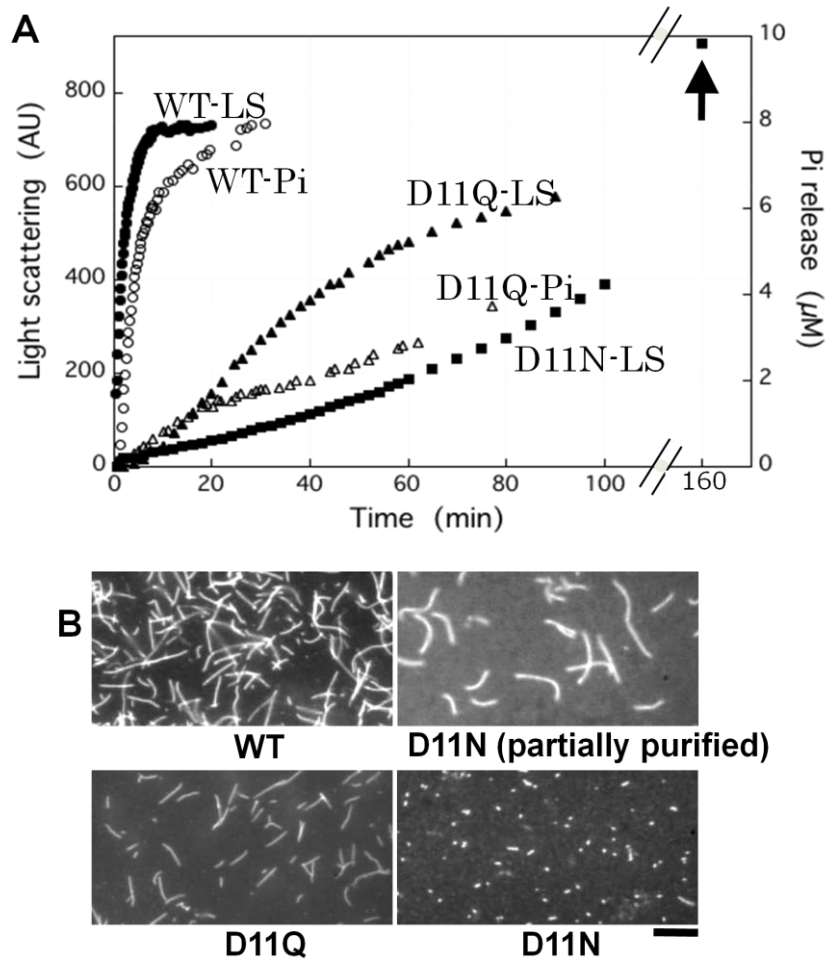 A
WT-LS
WT-Pi
D11Q-LS
D11Q-Pi
D11N-LS
Light scattering (AU)
800
600
400
200
0
Pi release (μM)
10
8
6
4
2
0
0 20 40 60 80 100 160
Time (min)
B
WT
D11N (partially purified)
D11Q
D11N